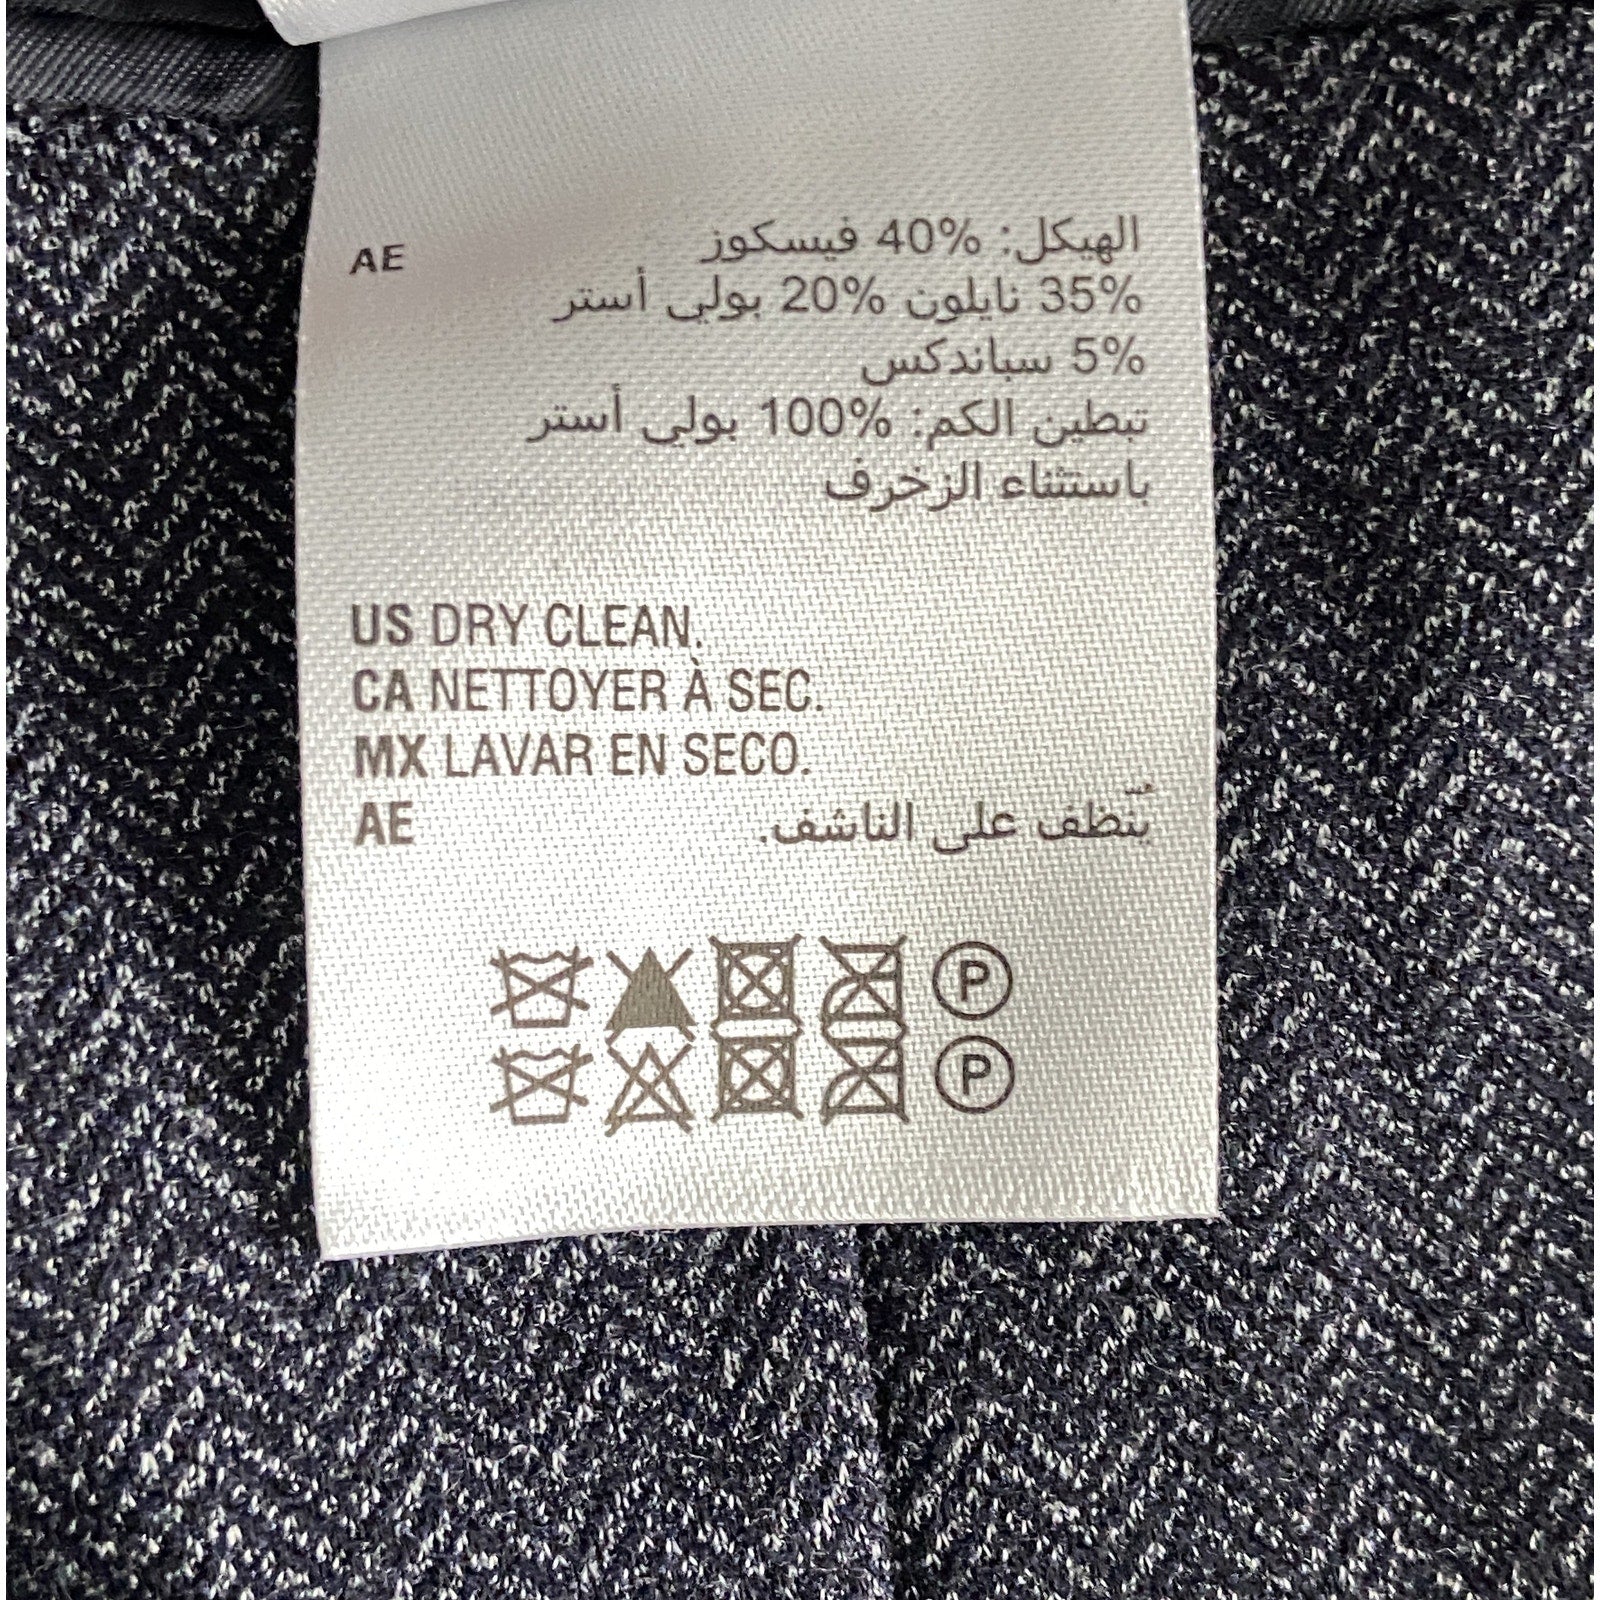 AE الهيكل: 40% فيسكوز
35% نايلون 20% بولي أستر
5% سباندكس
تبطين الكم: 100% بولي أستر
باستثناء الزخرف
US DRY CLEAN.
CA NETTOYER À SEC.
MX LAVAR EN SECO.
AE يُنظف على الناشف.
P
P